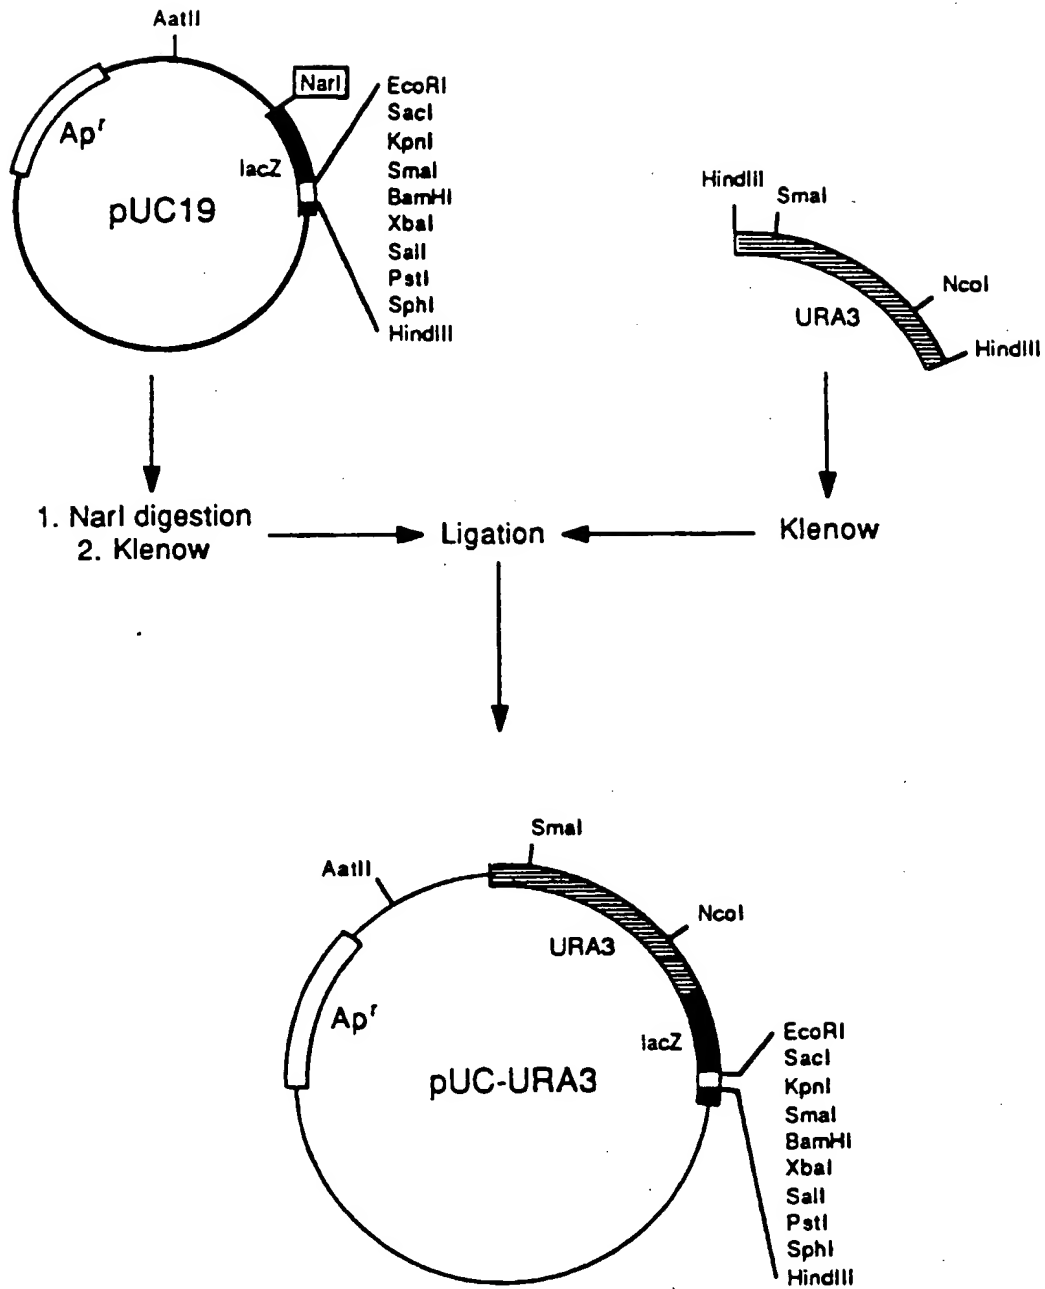 AatII
NarI
Ap^r
lacZ
pUC19
EcoRI
SacI
KpnI
SmaI
BamHI
XbaI
SalI
PstI
SphI
HindIII
HindIII
SmaI
NcoI
URA3
HindIII
1. NarI digestion
2. Klenow
Ligation
Klenow
SmaI
AatII
NcoI
URA3
Ap^r
lacZ
pUC-URA3
EcoRI
SacI
KpnI
SmaI
BamHI
XbaI
SalI
PstI
SphI
HindIII